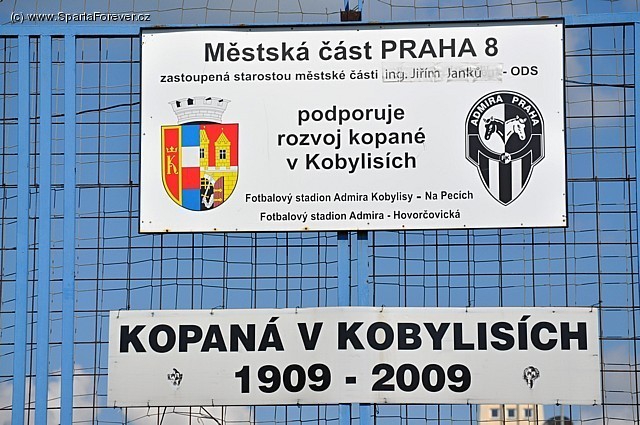 (c) www.SpartaForever.cz
Městská část PRAHA 8
zastoupená starostou městské části ing. Jiřím Janků - ODS
podporuje
rozvoj kopané
v Kobylisích
ADMIRA PRAHA
K
Fotbalový stadion Admira Kobylisy - Na Pecích
Fotbalový stadion Admira - Hovorčovická
KOPANÁ V KOBYLISÍCH
1909 - 2009